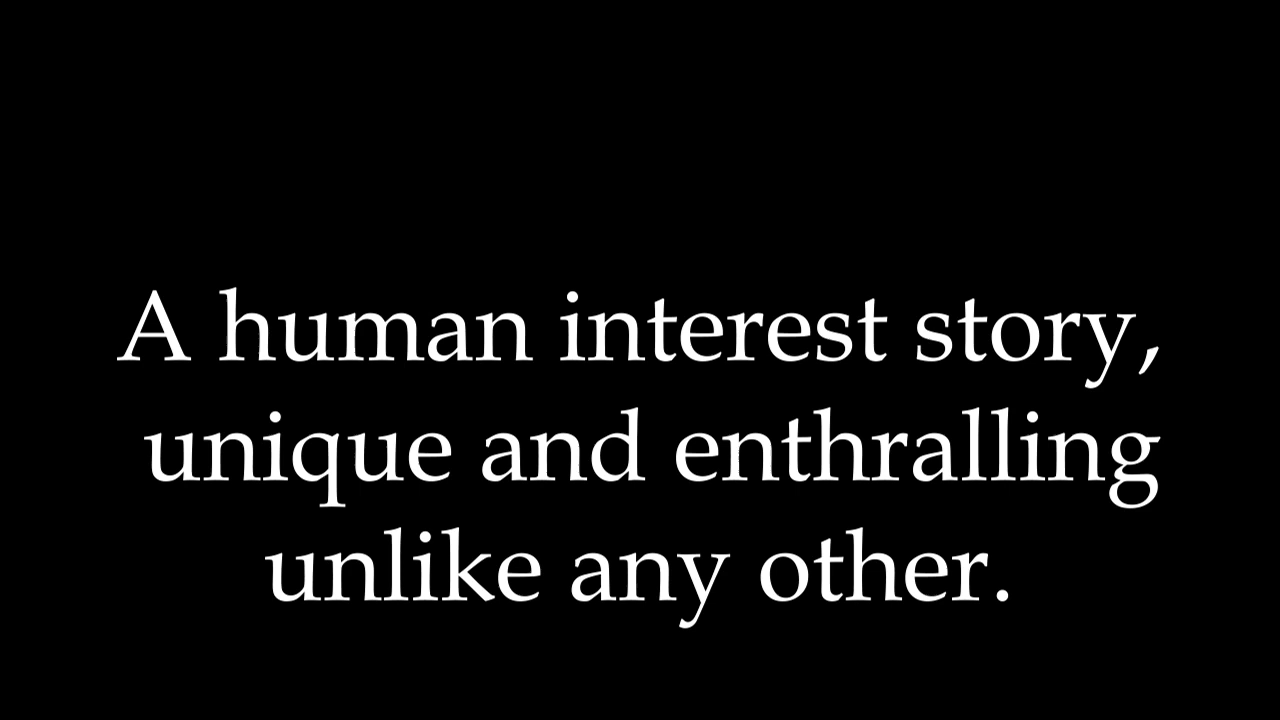 A human interest story,
unique and enthralling
unlike any other.